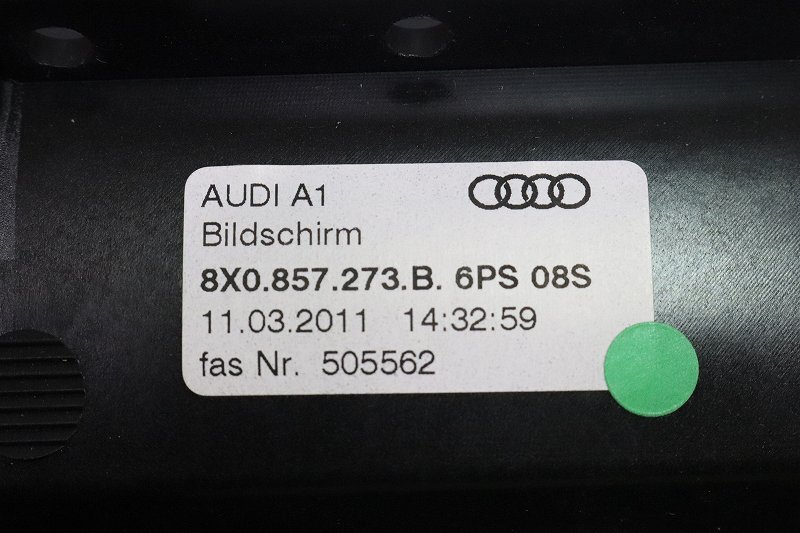 AUDI A1
Bildschirm
8X0.857.273.B. 6PS 08S
11.03.2011 14:32:59
fas Nr. 505562